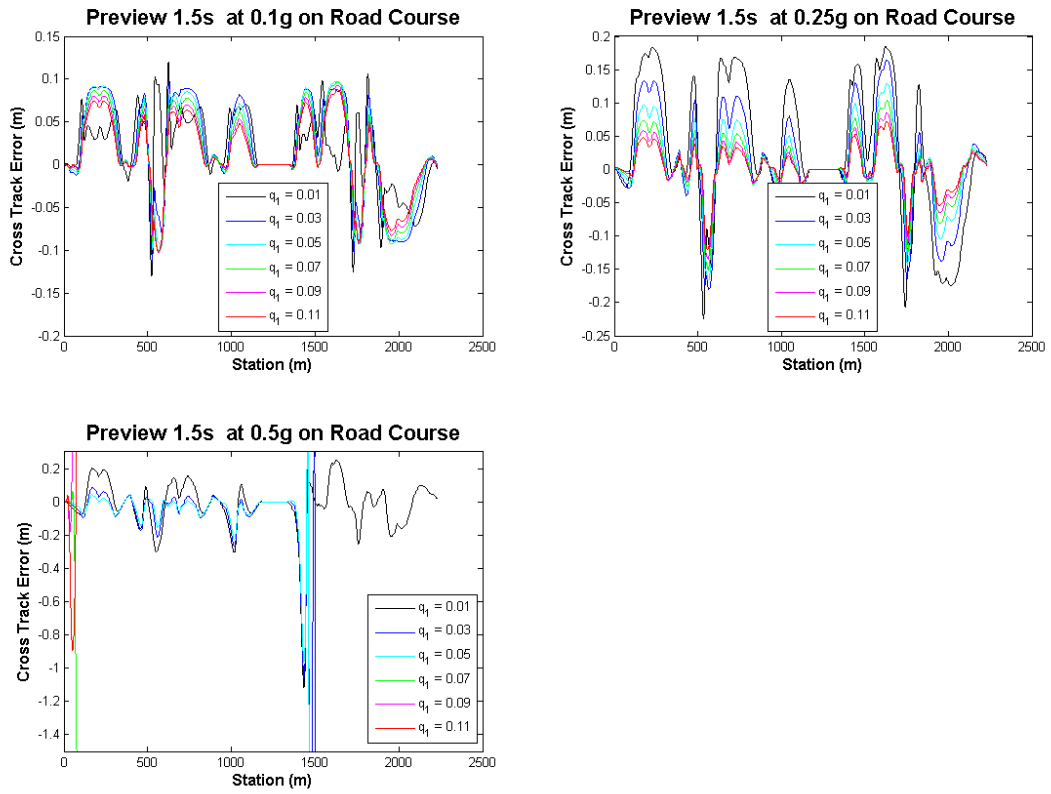 Preview 1.5s at 0.1g on Road Course
0.15
0.1
0.05
0
-0.05
-0.1
0.15
-0.2
Cross Track Error (m)
q1 = 0.01
q1 = 0.03
q1 = 0.05
q1 = 0.07
q1 = 0.09
q1 = 0.11
0 500 1000 1500 2000 2500
Station (m)
Preview 1.5s at 0.25g on Road Course
0.2
0.15
0.1
0.05
0
-0.05
-0.1
-0.15
-0.2
-0.25
Cross Track Error (m)
q1 = 0.01
q1 = 0.03
q1 = 0.05
q1 = 0.07
q1 = 0.09
q1 = 0.11
0 500 1000 1500 2000 2500
Station (m)
Preview 1.5s at 0.5g on Road Course
0.2
0
-0.2
-0.4
-0.6
-0.8
-1
-1.2
-1.4
Cross Track Error (m)
q1 = 0.01
q1 = 0.03
q1 = 0.05
q1 = 0.07
q1 = 0.09
q1 = 0.11
0 500 1000 1500 2000 2500
Station (m)